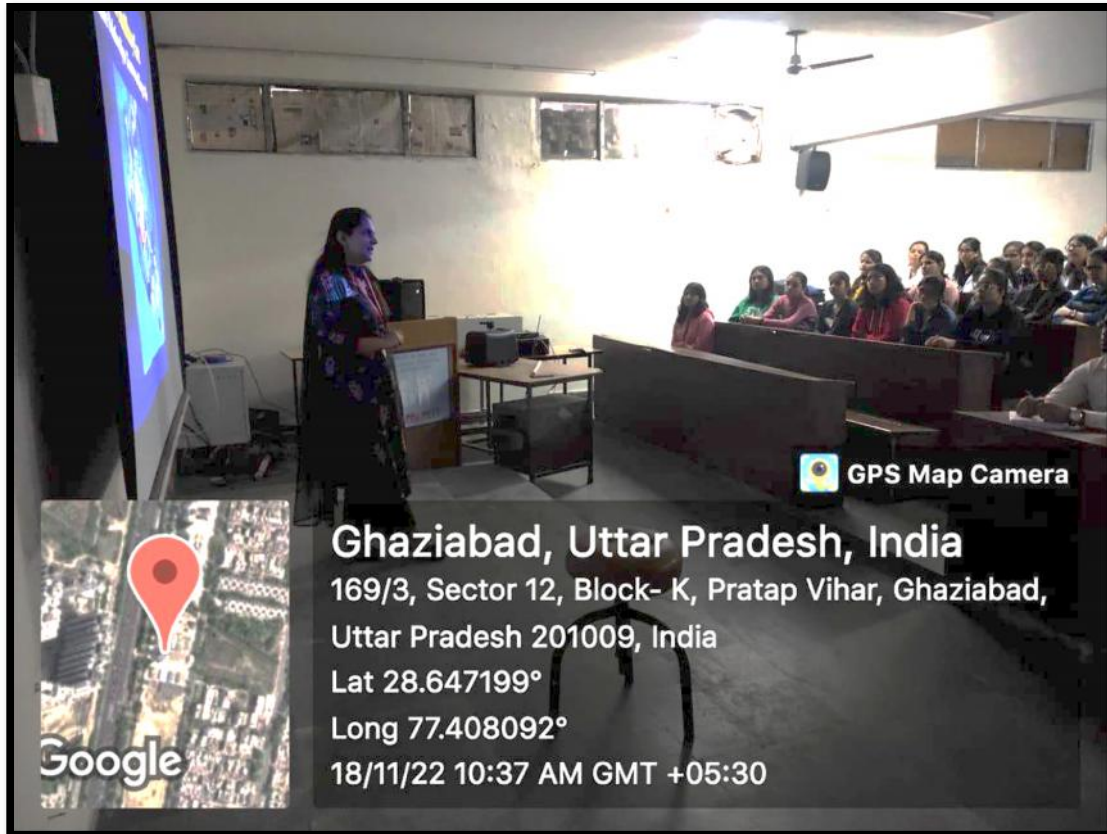 GPS Map Camera
Ghaziabad, Uttar Pradesh, India
169/3, Sector 12, Block- K, Pratap Vihar, Ghaziabad,
Uttar Pradesh 201009, India
Lat 28.647199°
Long 77.408092°
18/11/22 10:37 AM GMT +05:30
Google